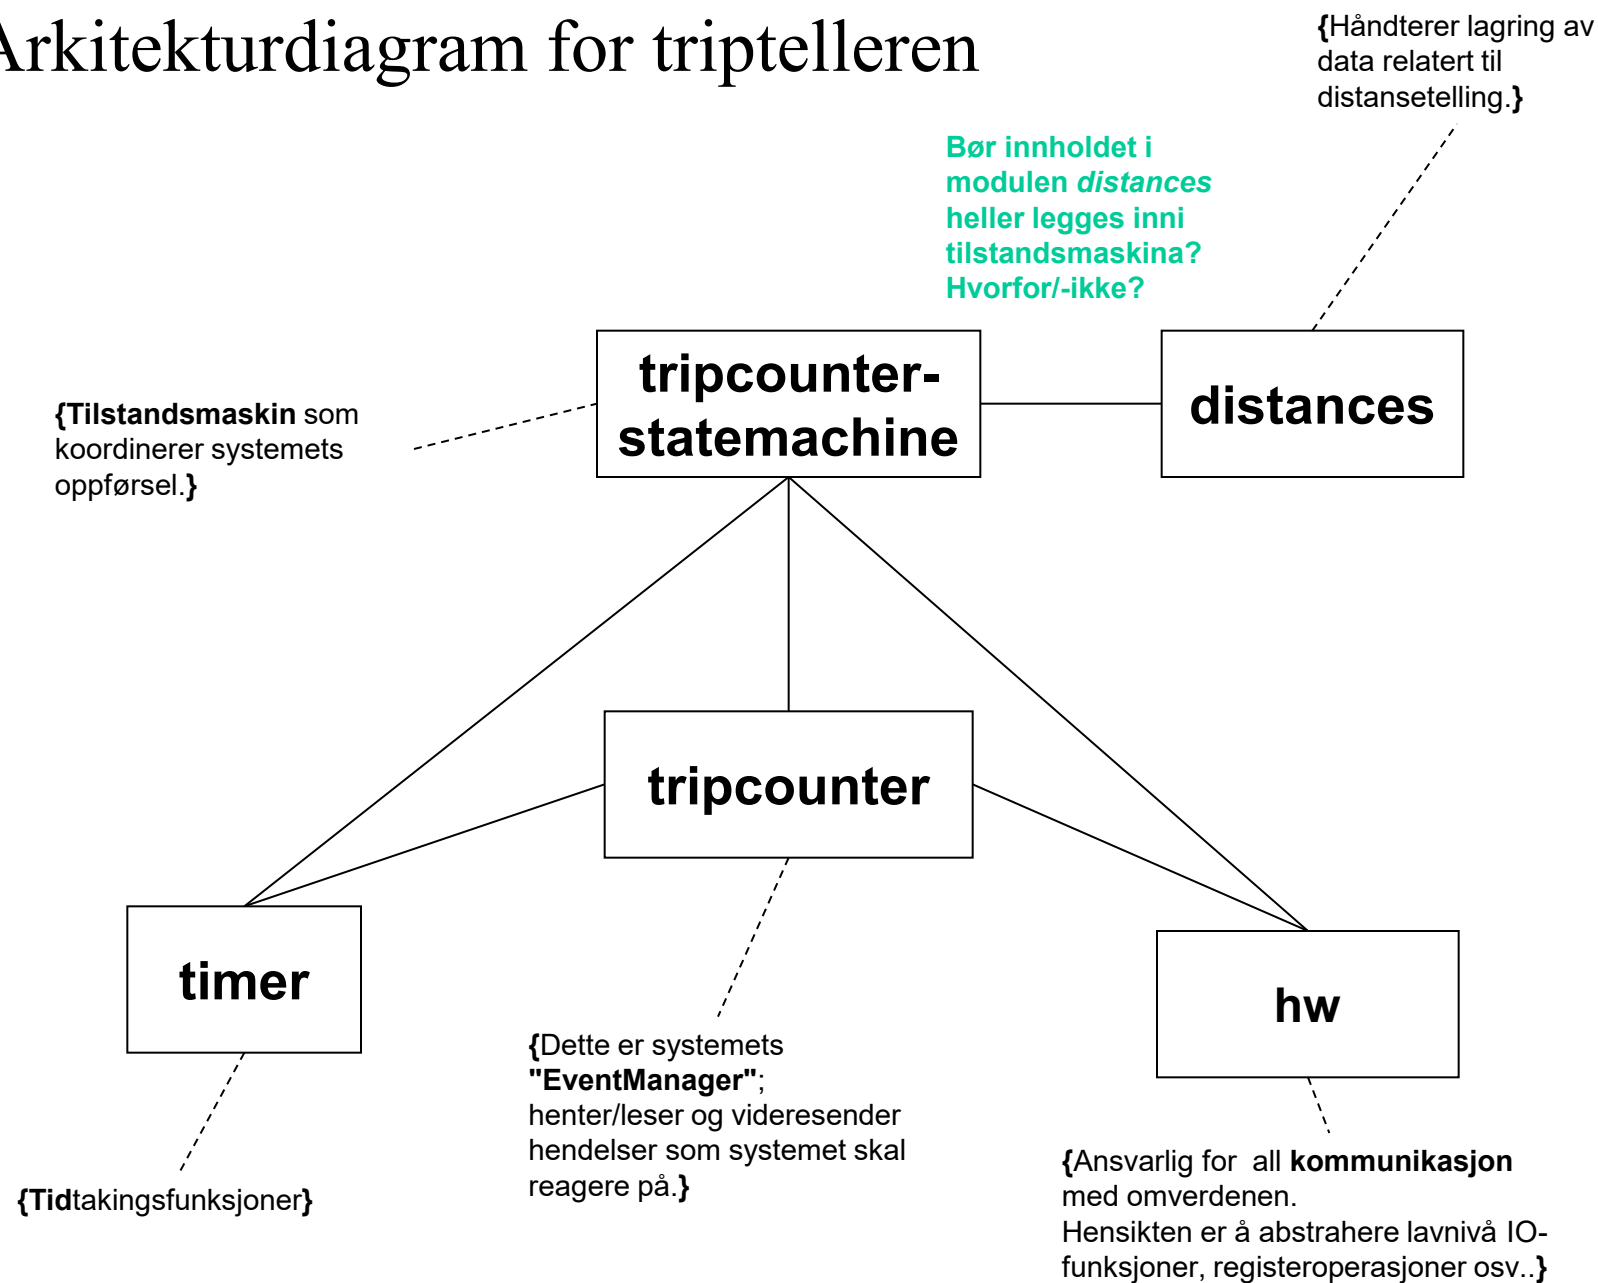 Arkitekturdiagram for triptelleren
{Håndterer lagring av
data relatert til
distansetelling.}
Bør innholdet i
modulen distances
heller legges inni
tilstandsmaskina?
Hvorfor/-ikke?
tripcounter-
statemachine
distances
{Tilstandsmaskin som
koordinerer systemets
oppførsel.}
tripcounter
timer
hw
{Dette er systemets
"EventManager";
henter/leser og videresender
hendelser som systemet skal
reagere på.}
{Tidtakingsfunksjoner}
{Ansvarlig for  all kommunikasjon
med omverdenen.
Hensikten er å abstrahere lavnivå IO-
funksjoner, registeroperasjoner osv..}